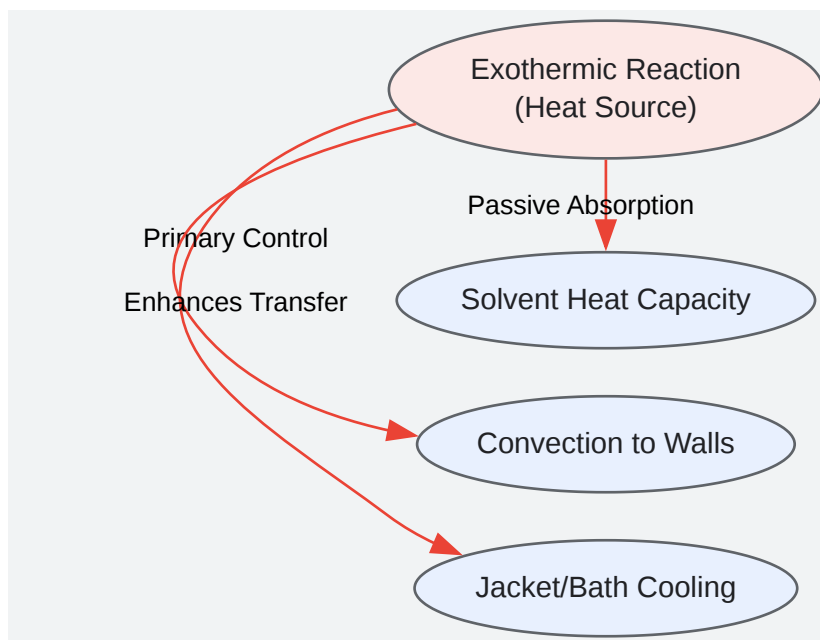 Exothermic Reaction
(Heat Source)
Passive Absorption
Primary Control
Solvent Heat Capacity
Enhances Transfer
Convection to Walls
Jacket/Bath Cooling